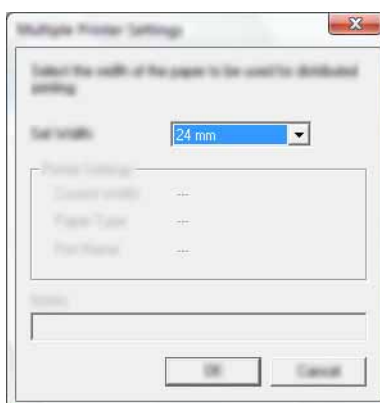 Multiple Printer Settings
Select the width of the paper to be used for distributed
printing.
Set Width 24 mm
Printer Settings
Current Width ---
Paper Type ---
Port Name ---
OK Cancel